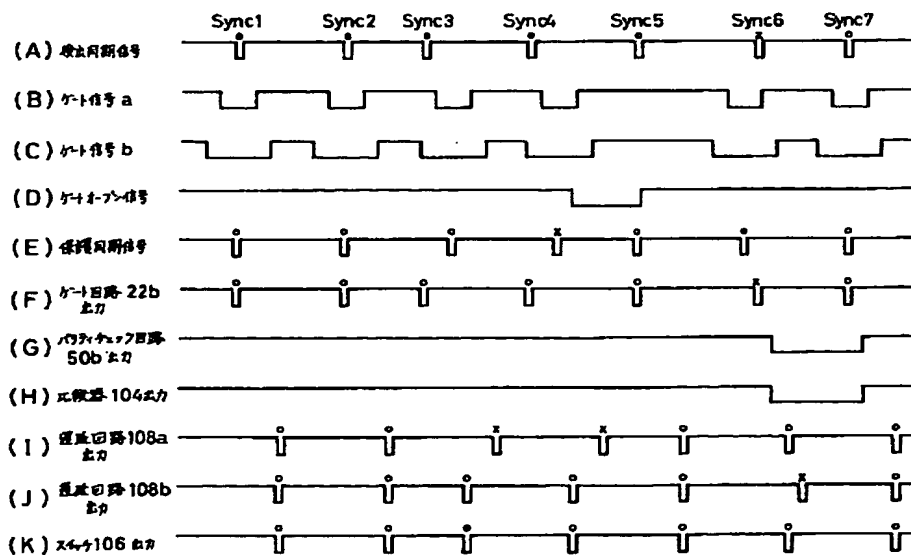 Sync1 Sync2 Sync3 Sync4 Sync5 Sync6 Sync7
(A) 検出同期信号
(B) ゲート信号 a
(C) ゲート信号 b
(D) ゲートオープン信号
(E) 保護同期信号
(F) ゲート回路 22b
出力
(G) パリティチェック回路
50b 出力
(H) 比較器 104 出力
(I) 遅延回路 108a
出力
(J) 遅延回路 108b
出力
(K) スイッチ 106 出力